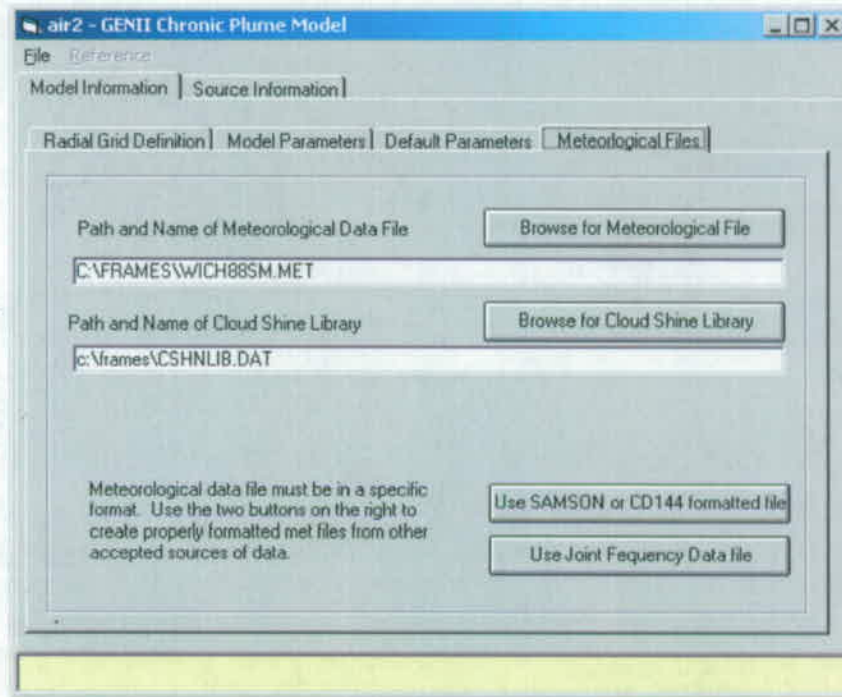 air2 - GENII Chronic Plume Model
File Reference
Model Information Source Information
Radial Grid Definition Model Parameters Default Parameters Meteorlogical Files
Path and Name of Meteorological Data File
Browse for Meteorological File
C:\FRAMES\WICH88SM.MET
Path and Name of Cloud Shine Library
Browse for Cloud Shine Library
c:\frames\CSHNLIB.DAT
Meteorological data file must be in a specific
format. Use the two buttons on the right to
create properly formatted met files from other
accepted sources of data.
Use SAMSON or CD144 formatted file
Use Joint Fequency Data file